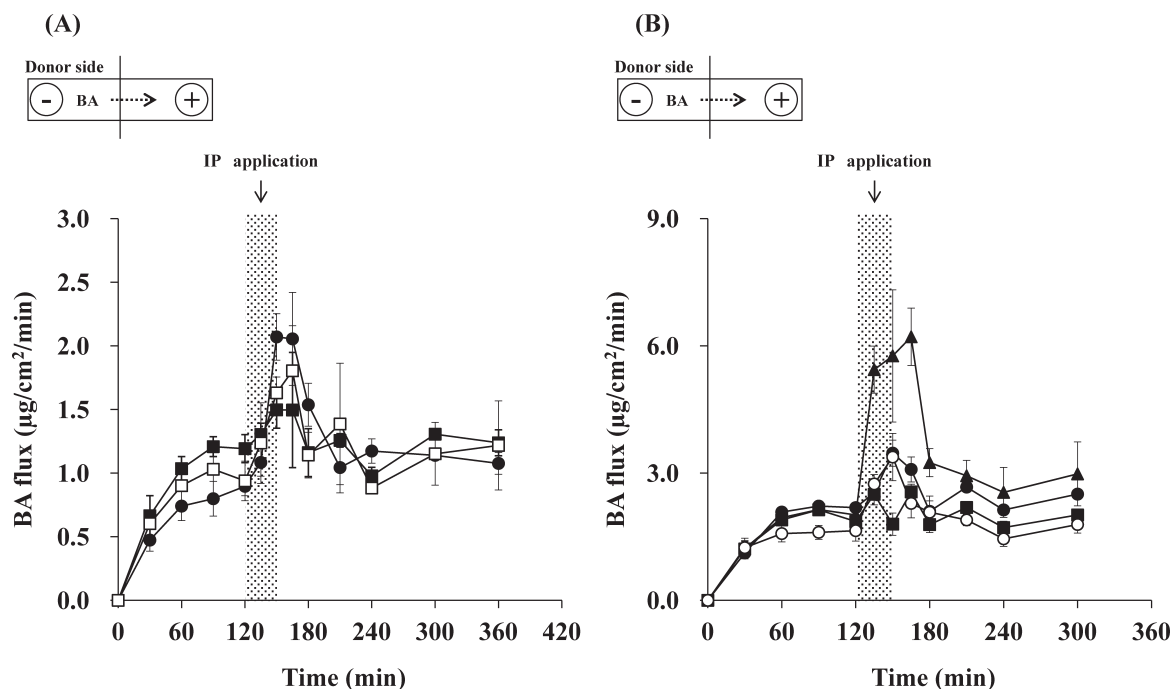 (A)
Donor side
- BA +
IP application
3.0
2.5
2.0
1.5
1.0
0.5
0.0
BA flux (µg/cm²/min)
0 60 120 180 240 300 360 420
Time (min)
(B)
Donor side
- BA +
IP application
9.0
6.0
3.0
0.0
BA flux (µg/cm²/min)
0 60 120 180 240 300 360
Time (min)